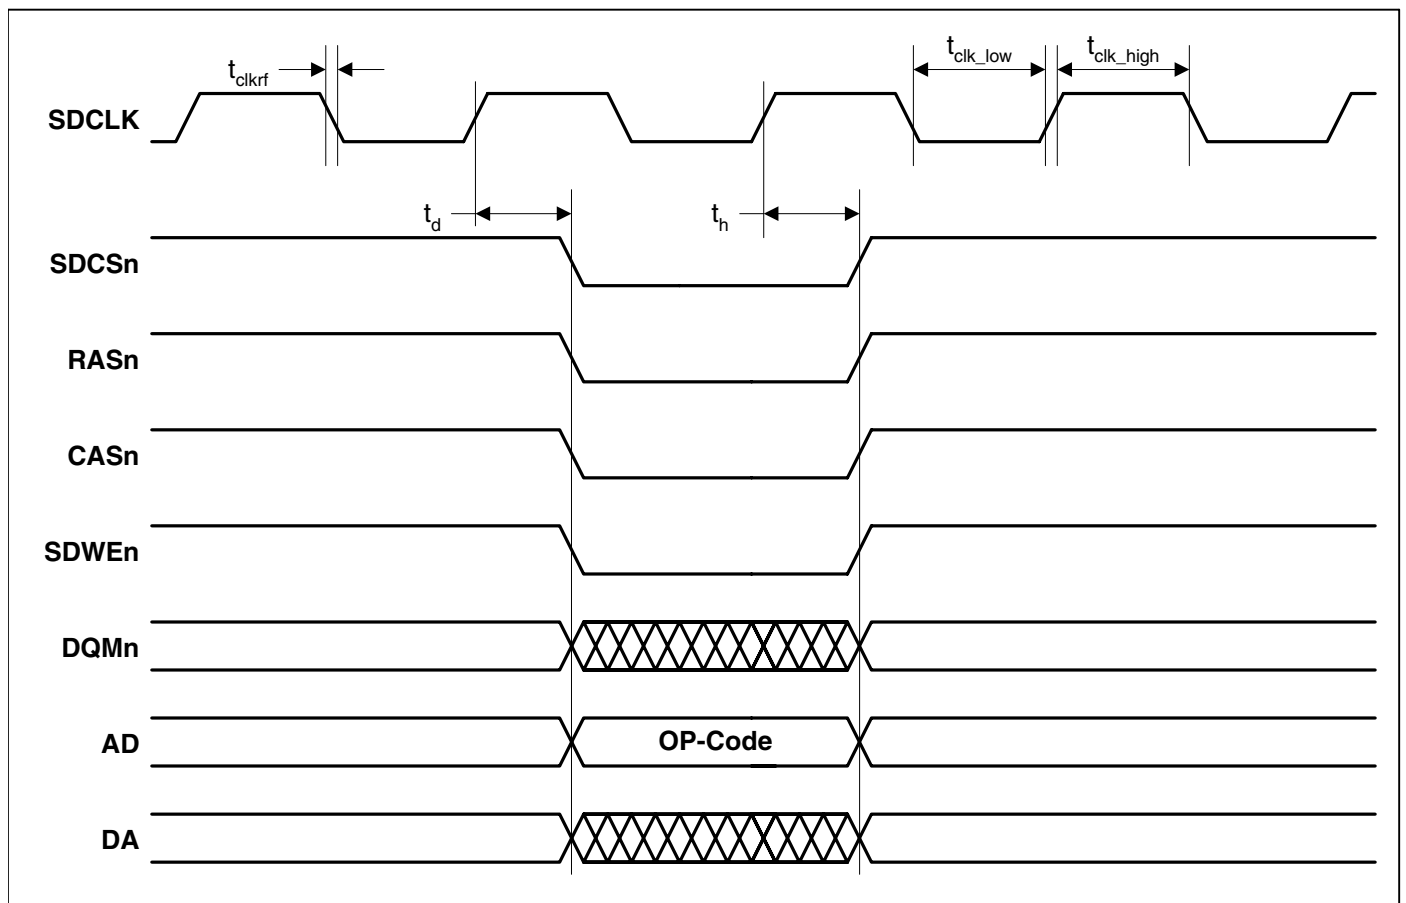 t_clkrf
t_clk_low
t_clk_high
SDCLK
t_d
t_h
SDCSn
RASn
CASn
SDWEn
DQMn
AD
OP-Code
DA